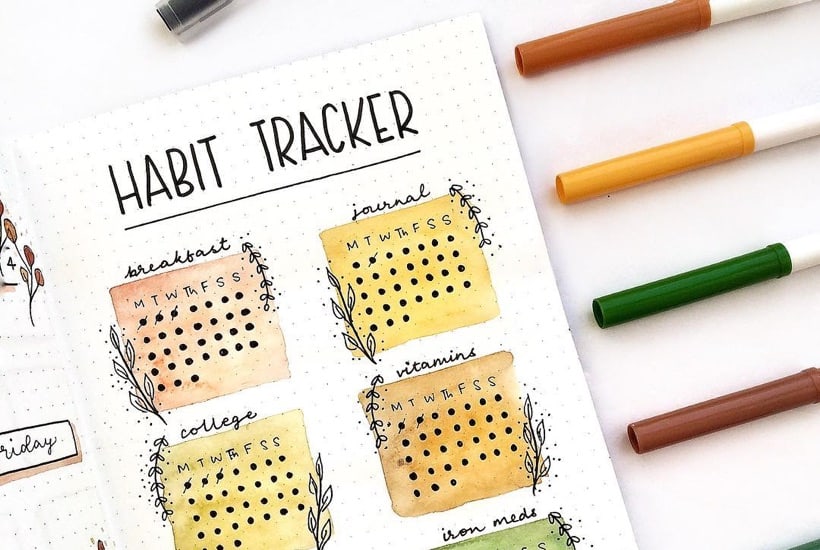 HABIT TRACKER
breakfast
M T W Th F S S
journal
M T W Th F S S
college
M T W Th F S S
vitamins
M T W Th F S S
iron meds
4
riday